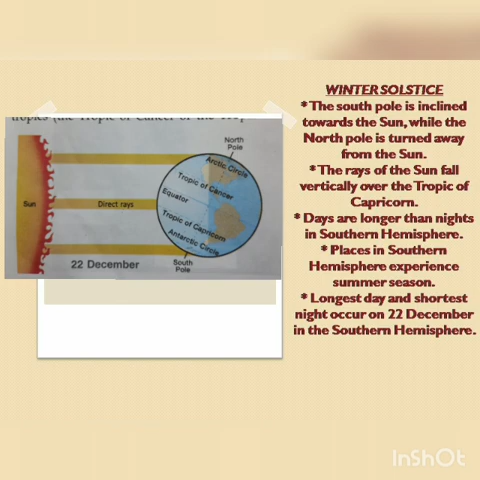 WINTER SOLSTICE
* The south pole is inclined
towards the Sun, while the
North pole is turned away
from the Sun.
* The rays of the Sun fall
vertically over the Tropic of
Capricorn.
* Days are longer than nights
in Southern Hemisphere.
* Places in Southern
Hemisphere experience
summer season.
* Longest day and shortest
night occur on 22 December
in the Southern Hemisphere.
North
Pole
Arctic Circle
Tropic of Cancer
Equator
Sun
Direct rays
Tropic of Capricorn
Antarctic Circle
22 December
South
Pole
InShOt